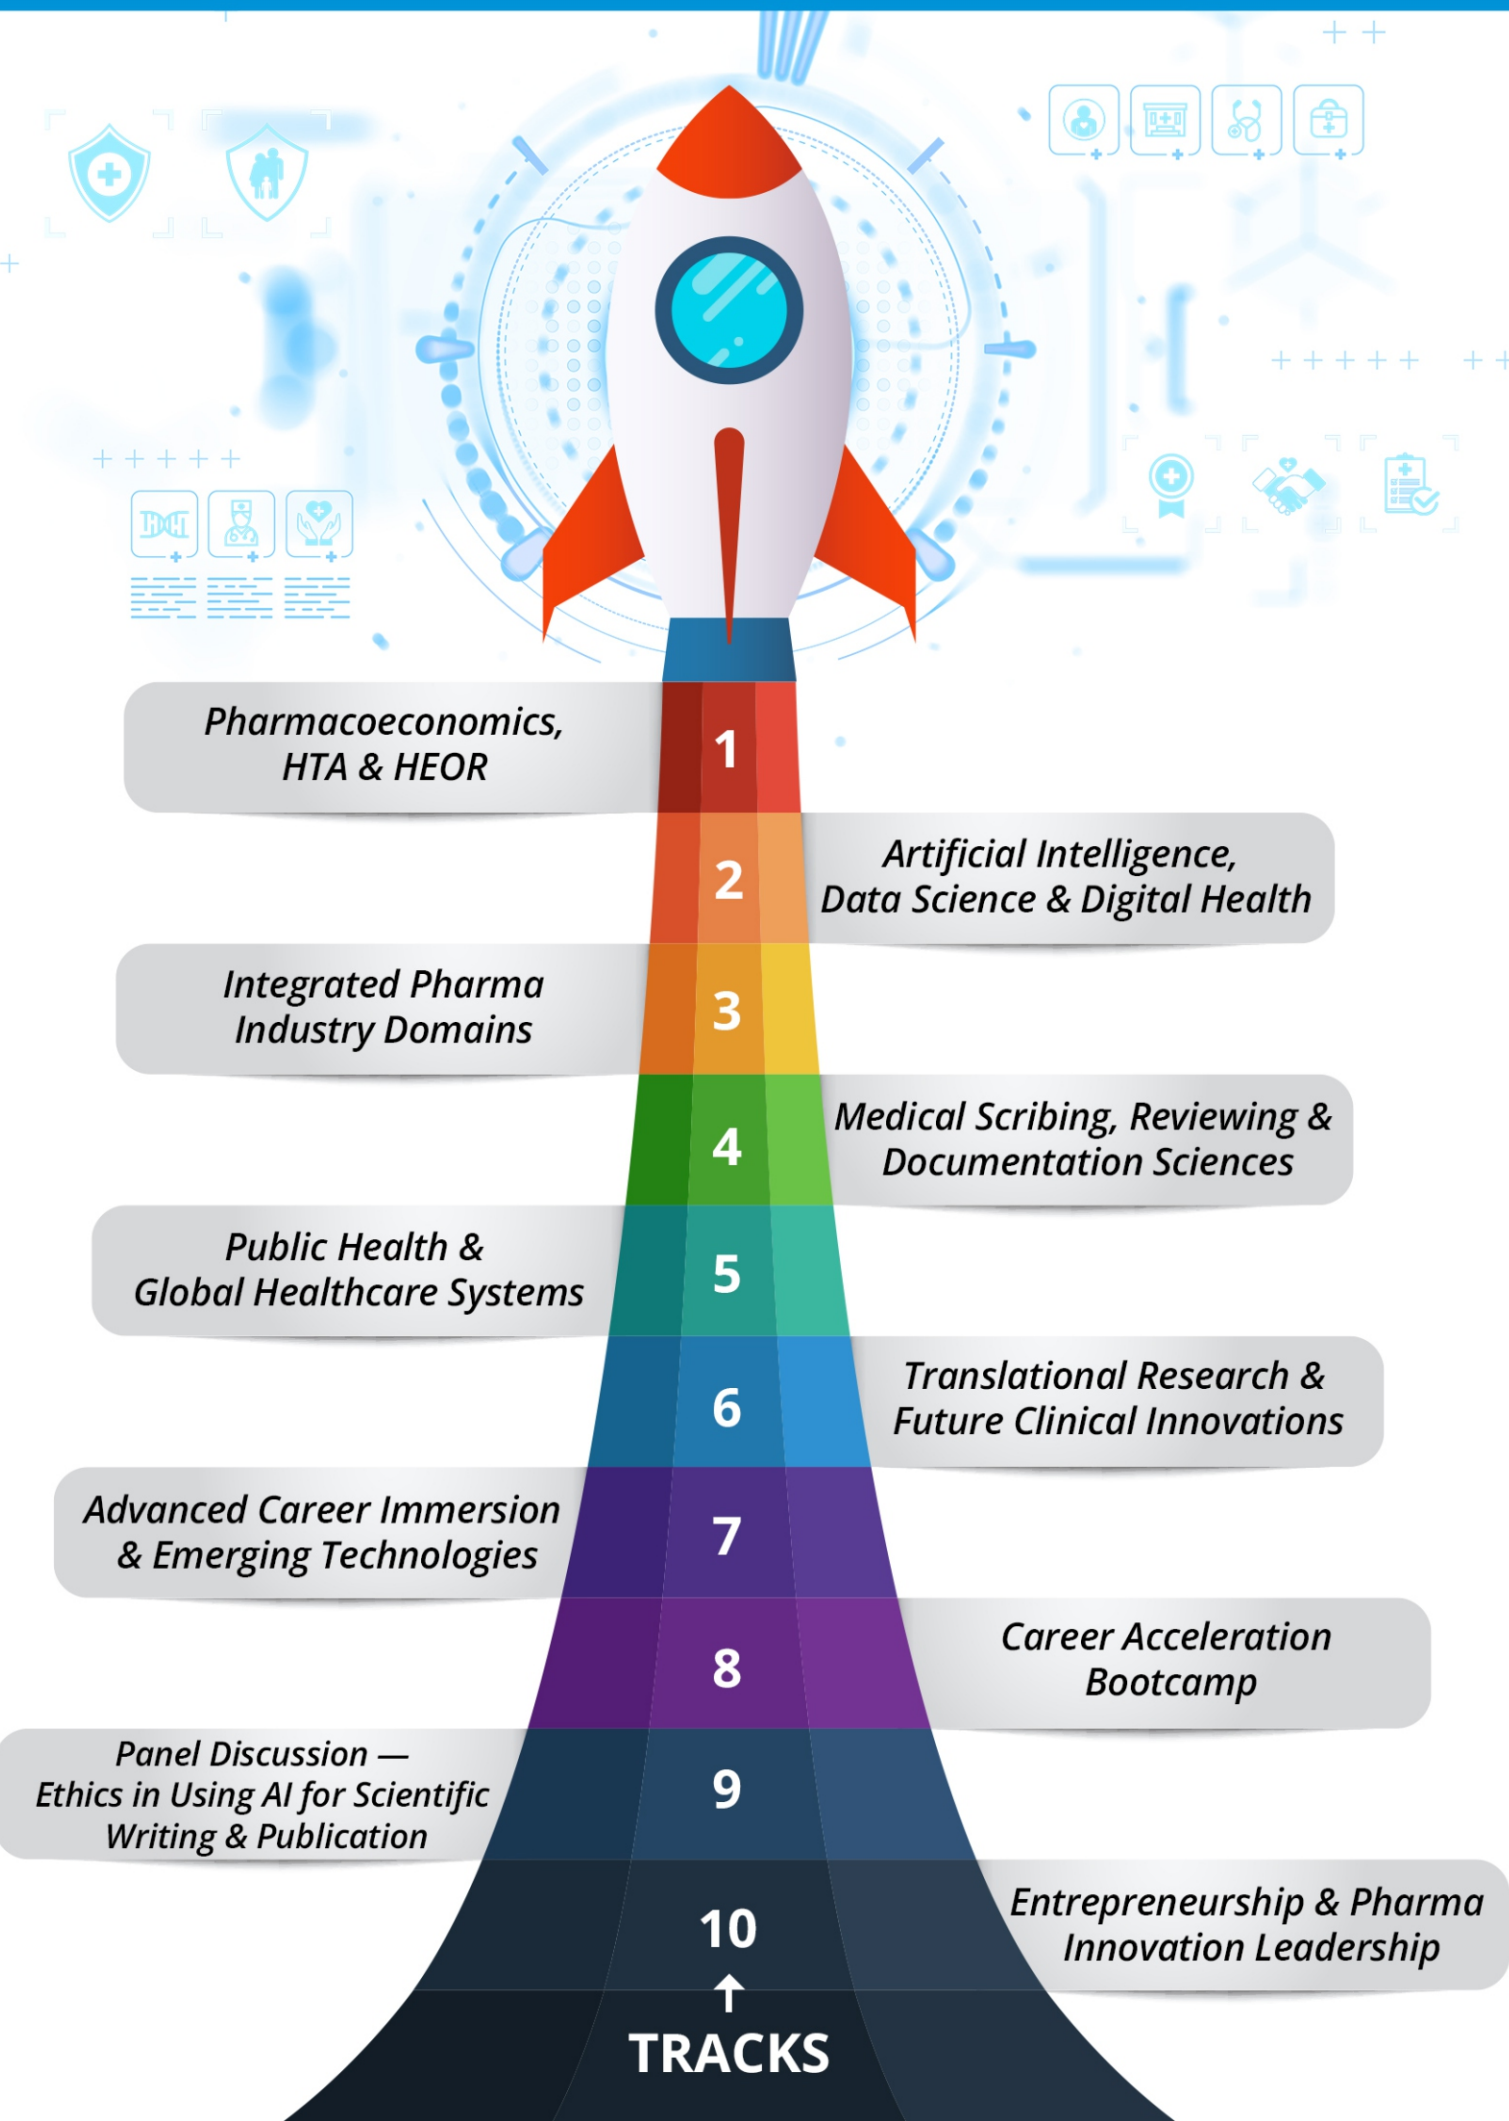 Pharmacoeconomics,
HTA & HEOR
1
2
Artificial Intelligence,
Data Science & Digital Health
Integrated Pharma
Industry Domains
3
4
Medical Scribing, Reviewing &
Documentation Sciences
Public Health &
Global Healthcare Systems
5
6
Translational Research &
Future Clinical Innovations
Advanced Career Immersion
& Emerging Technologies
7
8
Career Acceleration
Bootcamp
Panel Discussion —
Ethics in Using AI for Scientific
Writing & Publication
9
10
Entrepreneurship & Pharma
Innovation Leadership
TRACKS